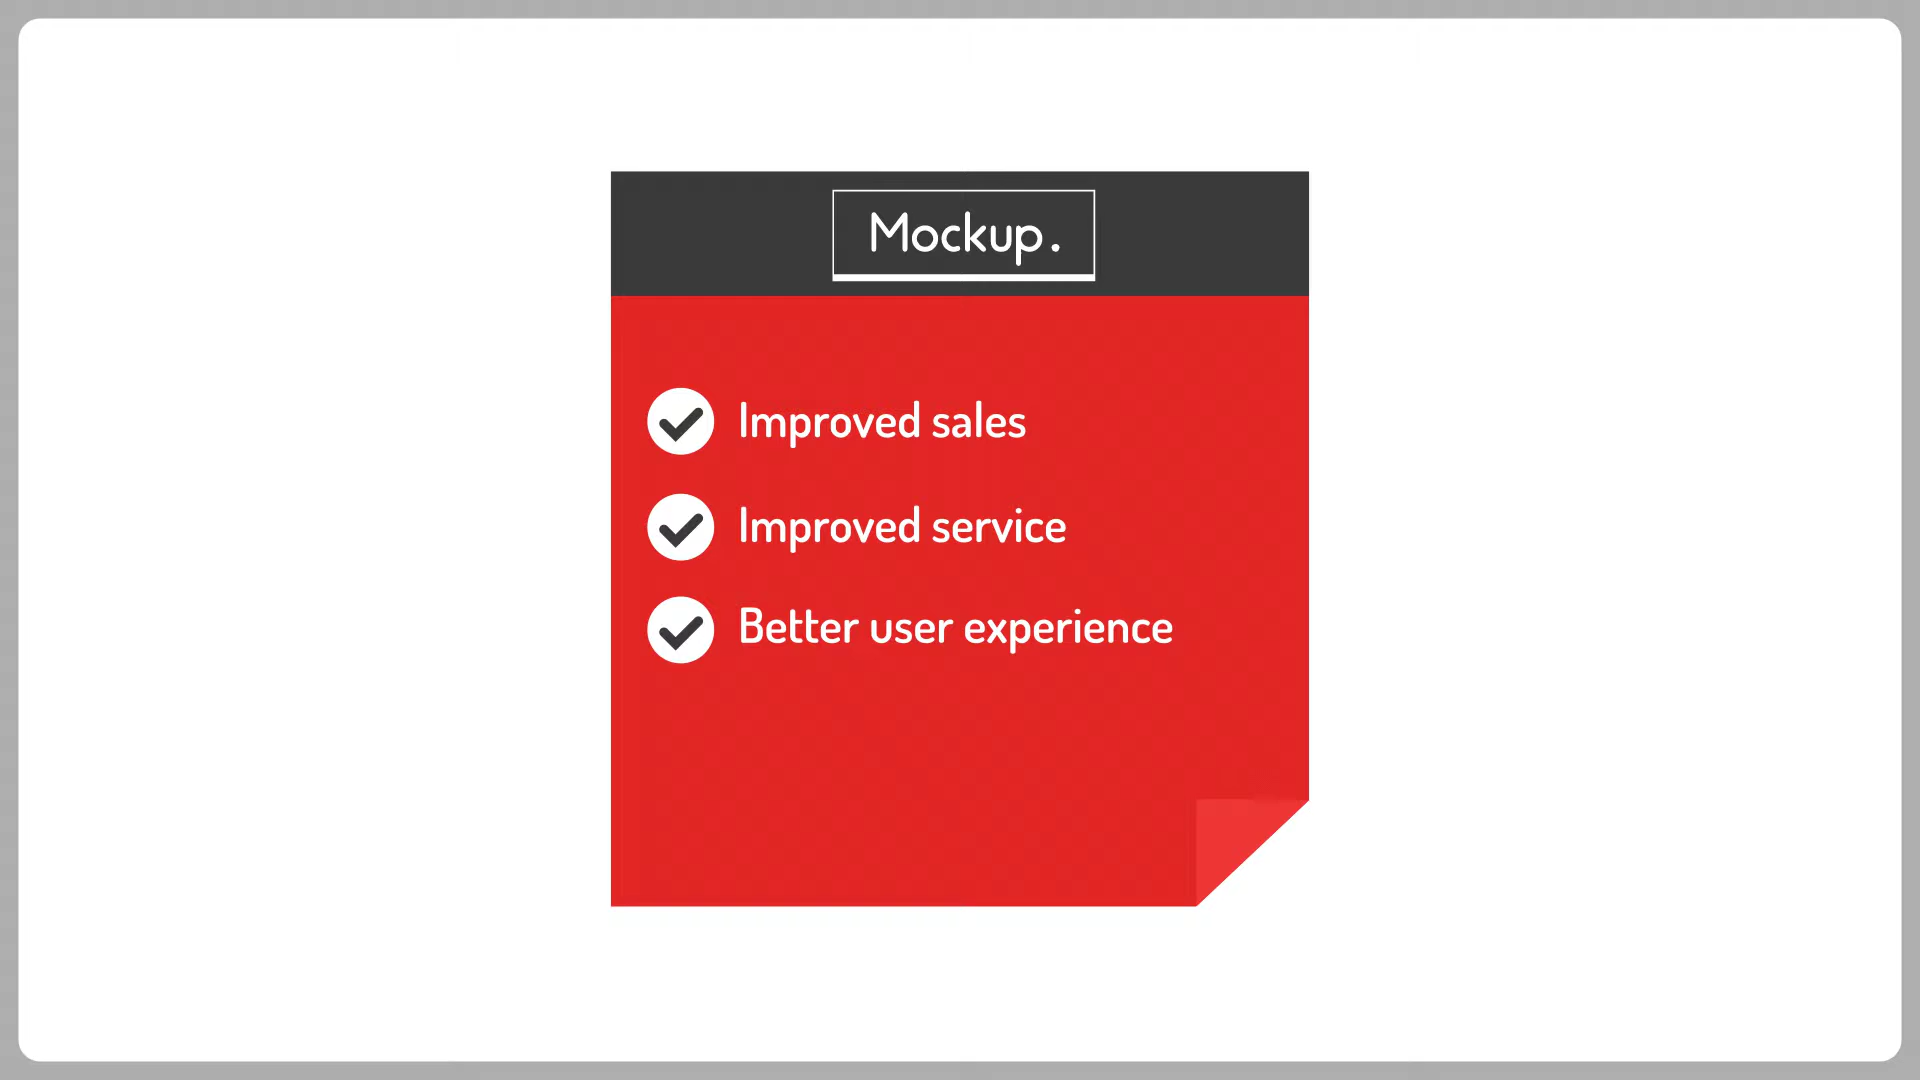 Mockup.
Improved sales
Improved service
Better user experience